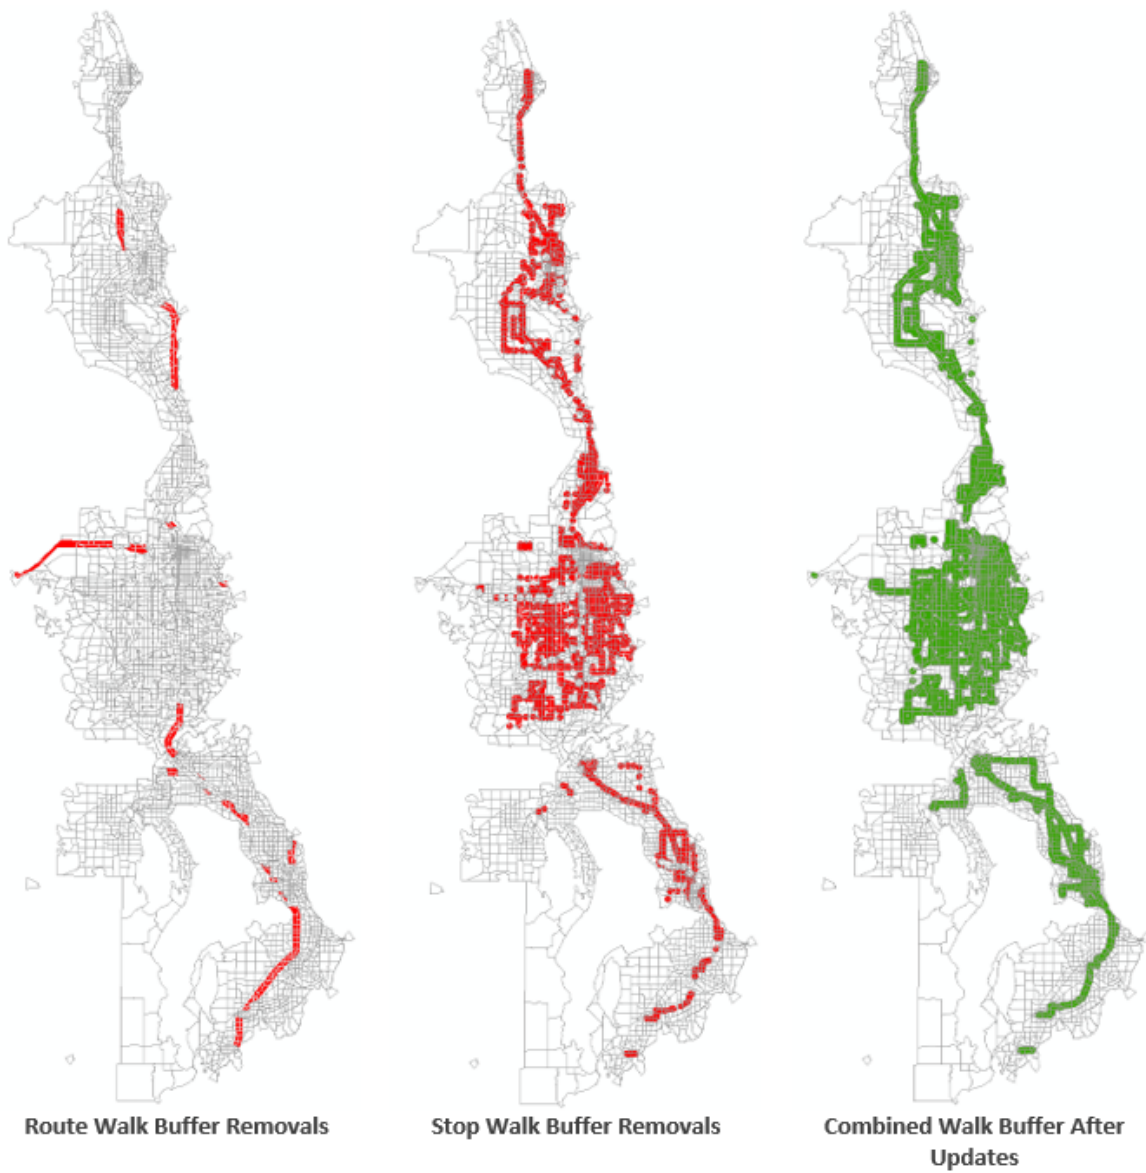 Route Walk Buffer Removals
Stop Walk Buffer Removals
Combined Walk Buffer After
Updates